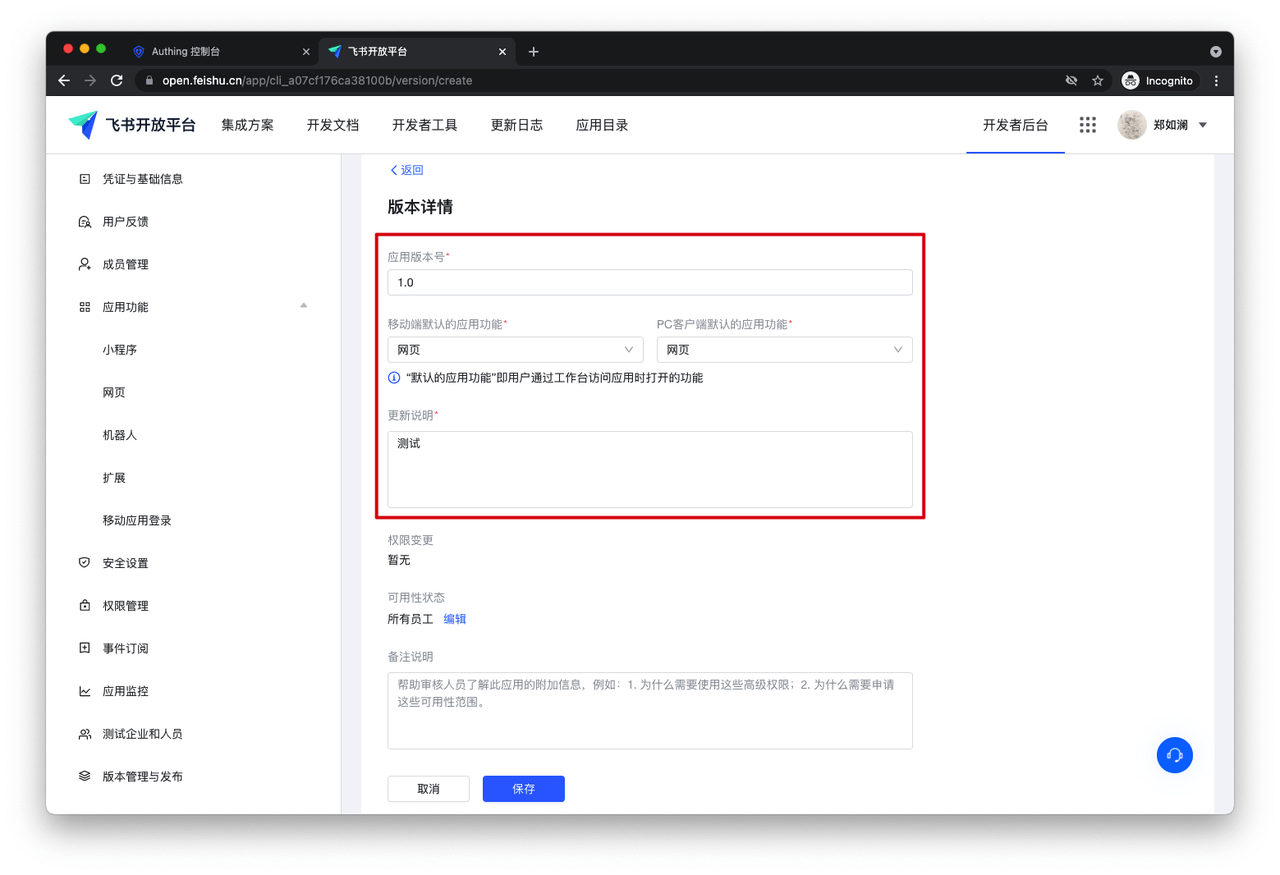 Authing 控制台
飞书开放平台
open.feishu.cn/app/cli_a07cf176ca38100b/version/create
Incognito
飞书开放平台 集成方案 开发文档 开发者工具 更新日志 应用目录 开发者后台 郑如澜
凭证与基础信息
用户反馈
成员管理
应用功能
小程序
网页
机器人
扩展
移动应用登录
安全设置
权限管理
事件订阅
应用监控
测试企业和人员
版本管理与发布
返回
版本详情
应用版本号*
1.0
移动端默认的应用功能* PC客户端默认的应用功能*
网页 网页
“默认的应用功能”即用户通过工作台访问应用时打开的功能
更新说明*
测试
权限变更
暂无
可用性状态
所有员工 编辑
备注说明
帮助审核人员了解此应用的附加信息，例如：1. 为什么需要使用这些高级权限；2. 为什么需要申请
这些可用性范围。
取消 保存